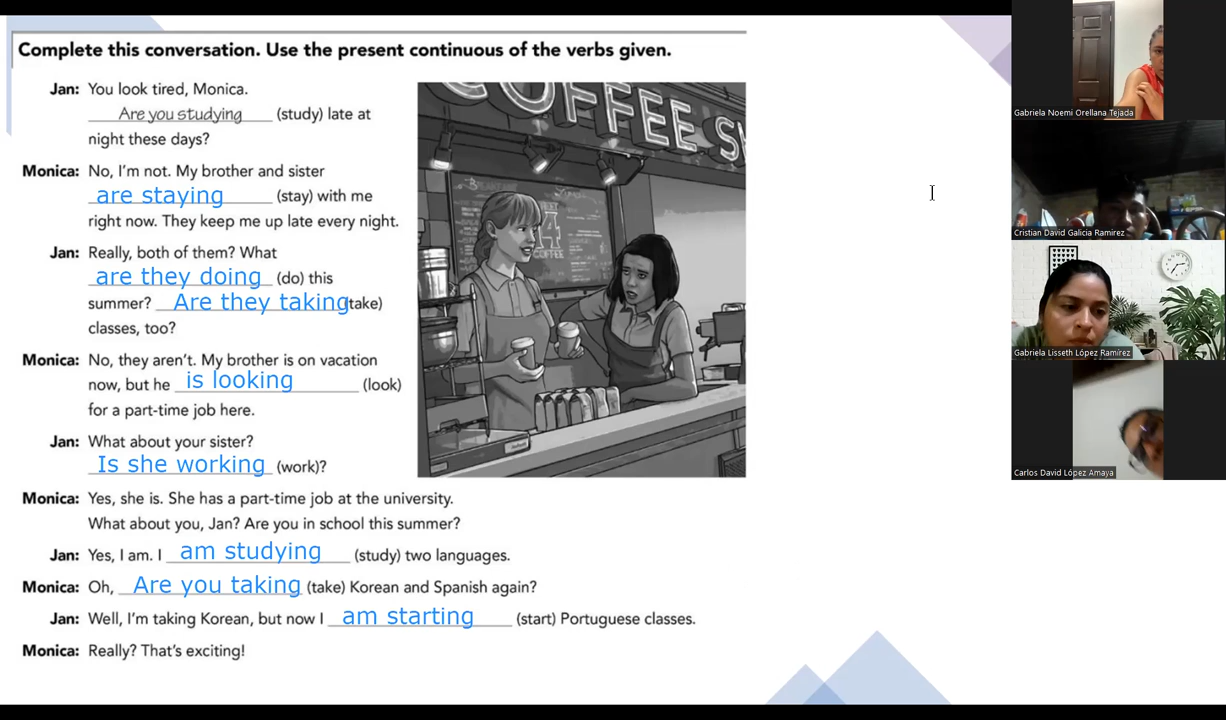 Complete this conversation. Use the present continuous of the verbs given.
Jan: You look tired, Monica.
Are you studying (study) late at
night these days?
Monica: No, I'm not. My brother and sister
are staying (stay) with me
right now. They keep me up late every night.
Jan: Really, both of them? What
are they doing (do) this
summer? Are they taking (take)
classes, too?
Monica: No, they aren't. My brother is on vacation
now, but he is looking (look)
for a part-time job here.
Jan: What about your sister?
Is she working (work)?
Monica: Yes, she is. She has a part-time job at the university.
What about you, Jan? Are you in school this summer?
Jan: Yes, I am. I am studying (study) two languages.
Monica: Oh, Are you taking (take) Korean and Spanish again?
Jan: Well, I'm taking Korean, but now I am starting (start) Portuguese classes.
Monica: Really? That's exciting!
COFFEE SH
COFFEE
Gabriela Noemi Orellana Tejada
Cristian David Galicia Ramirez
Gabriela Lisseth López Ramírez
Carlos David López Amaya